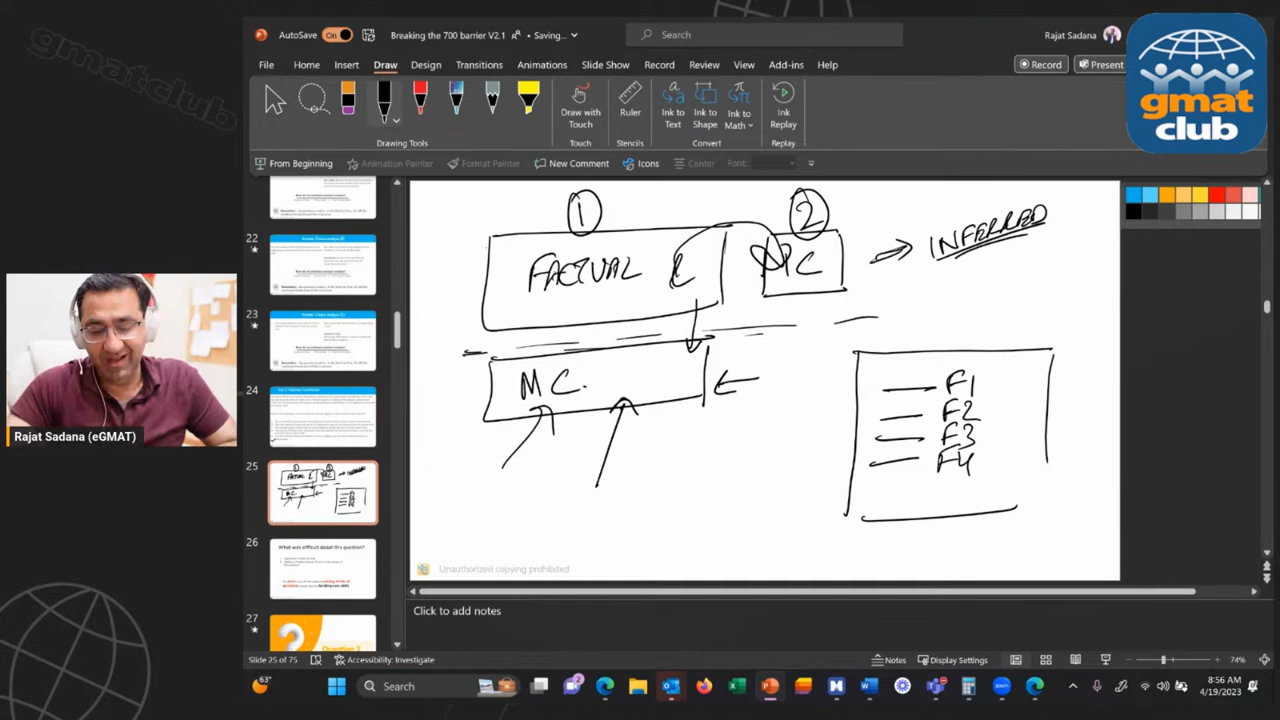 gmatclub
AutoSave On Breaking the 700 barrier V2.1 • Saving...
Search
Rajat Sadana
File Home Insert Draw Design Transitions Animations Slide Show Record Review View Add-ins Help
Record Present
gmat
club
Draw with
Touch
Ruler
Ink to
Text
Ink to
Shape
Ink to
Math
Ink
Replay
Drawing Tools
Touch
Stencils
Convert
Replay
From Beginning Animation Painter Format Painter New Comment Icons Center Font:
22
23
24
25
26
What was difficult about this question?
27
1
2
FACTUAL C
INFERRED
MC.
F1
F2
F3
F4
Unauthorized copying prohibited
Click to add notes
Rajat Sadana (eGMAT)
Slide 25 of 75 Accessibility: Investigate
Notes Display Settings 74%
63°
Search
8:56 AM
4/19/2023